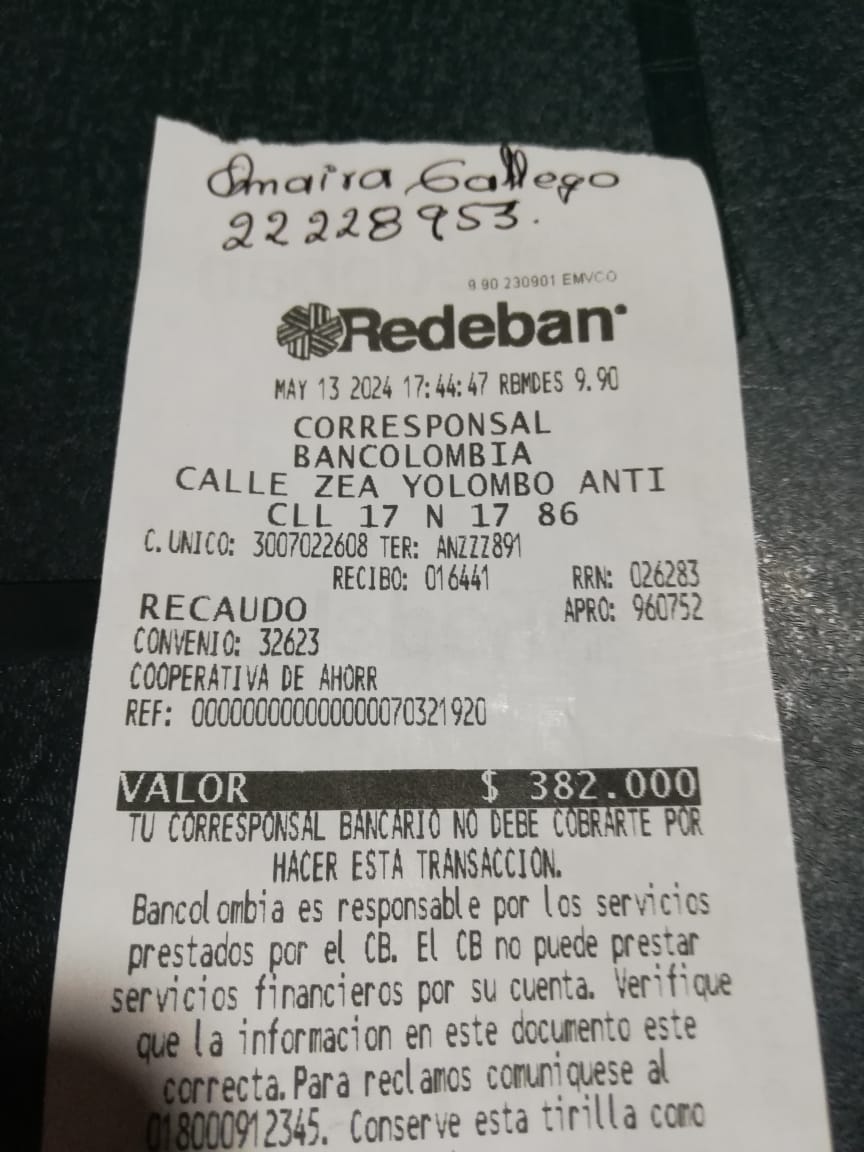 Omaira Gallego
22228953.
9.90 230901 EMVCO
Redeban
MAY 13 2024 17:44:47 RBMDES 9.90
CORRESPONSAL
BANCOLOMBIA
CALLE ZEA YOLOMBO ANTI
CLL 17 N 17 86
C. UNICO: 3007022608 TER: ANZZZ891
RECIBO: 016441 RRN: 026283
RECAUDO APRO: 960752
CONVENIO: 32623
COOPERATIVA DE AHORR
REF: 000000000000000070321920
VALOR $ 382.000
TU CORRESPONSAL BANCARIO NO DEBE COBRARTE POR
HACER ESTA TRANSACCION.
Bancolombia es responsable por los servicios
prestados por el CB. El CB no puede prestar
servicios financieros por su cuenta. Verifique
que la informacion en este documento este
correcta. Para reclamos comuniquese al
018000912345. Conserve esta tirilla como